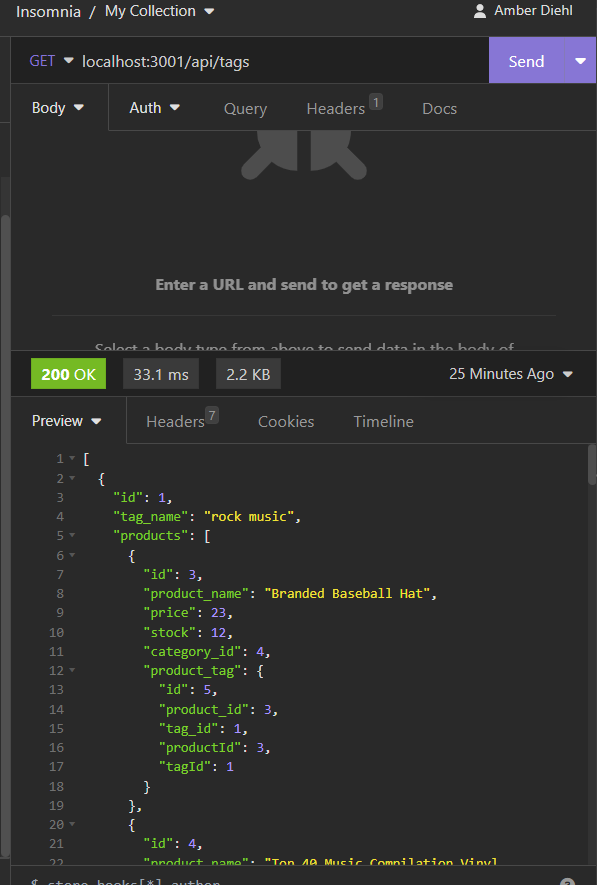 Insomnia / My Collection
Amber Diehl
GET localhost:3001/api/tags
Send
Body Auth Query Headers 1 Docs
Enter a URL and send to get a response
Select a body type from above to send data in the body of
200 OK 33.1 ms 2.2 KB 25 Minutes Ago
Preview Headers 7 Cookies Timeline
1 [
2 {
3 "id": 1,
4 "tag_name": "rock music",
5 "products": [
6 {
7 "id": 3,
8 "product_name": "Branded Baseball Hat",
9 "price": 23,
10 "stock": 12,
11 "category_id": 4,
12 "product_tag": {
13 "id": 5,
14 "product_id": 3,
15 "tag_id": 1,
16 "productId": 3,
17 "tagId": 1
18 }
19 },
20 {
21 "id": 4,
22 "product_name": "Top 40 Music Compilation Vinyl
$.store.books[*].author
?